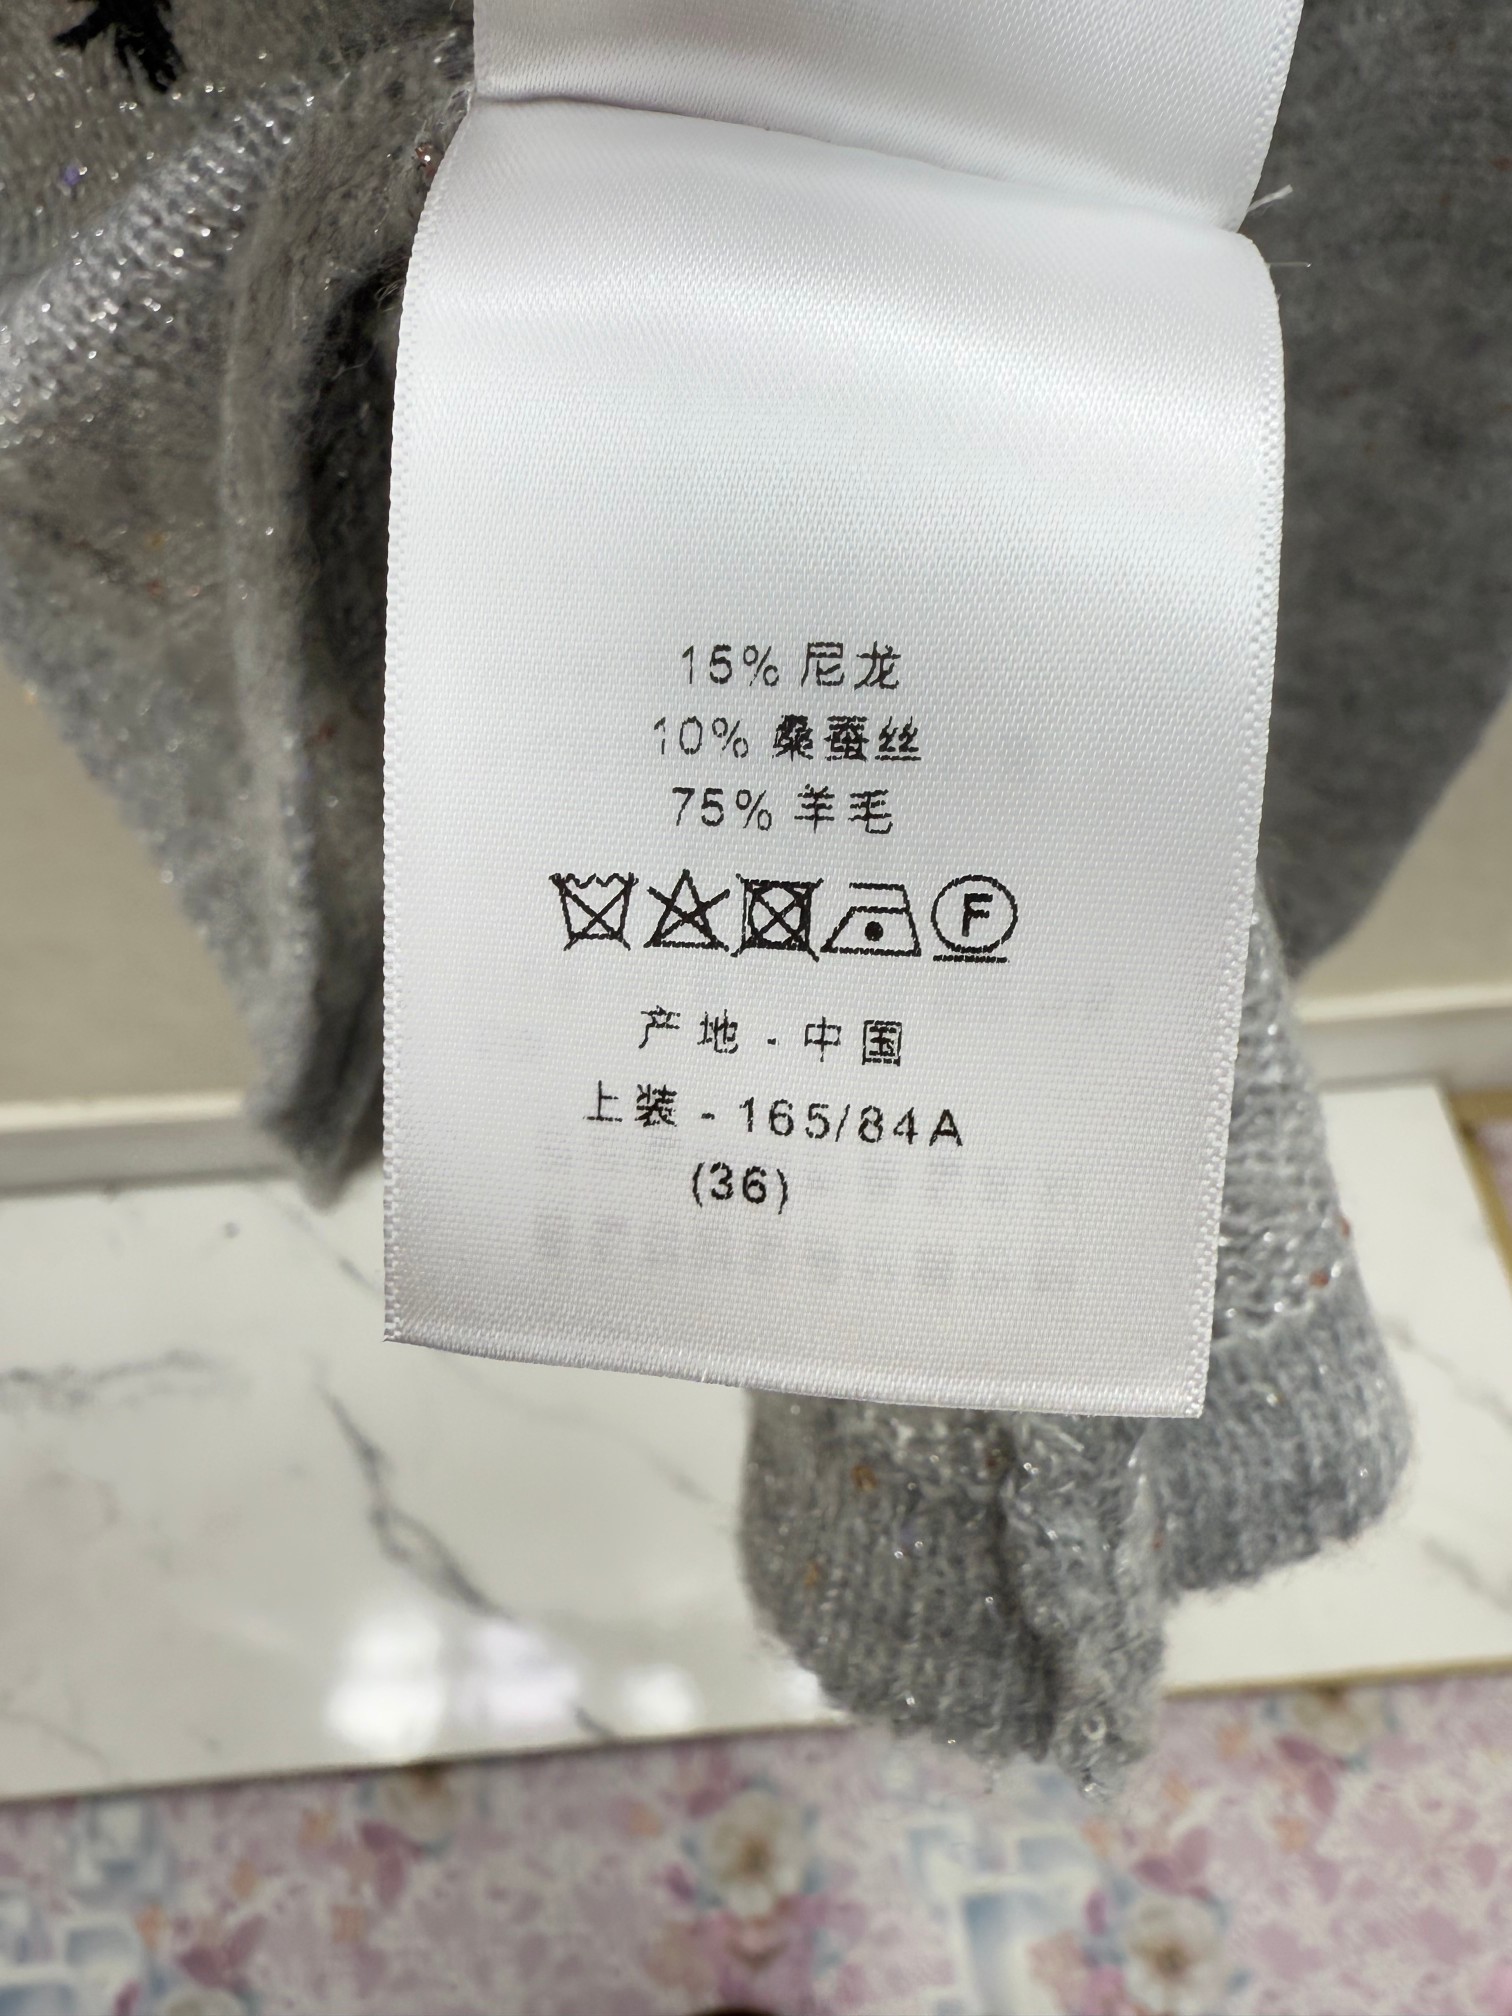 15% 尼龙
10% 桑蚕丝
75% 羊毛
F
产地 - 中国
上装 - 165/84A
(36)